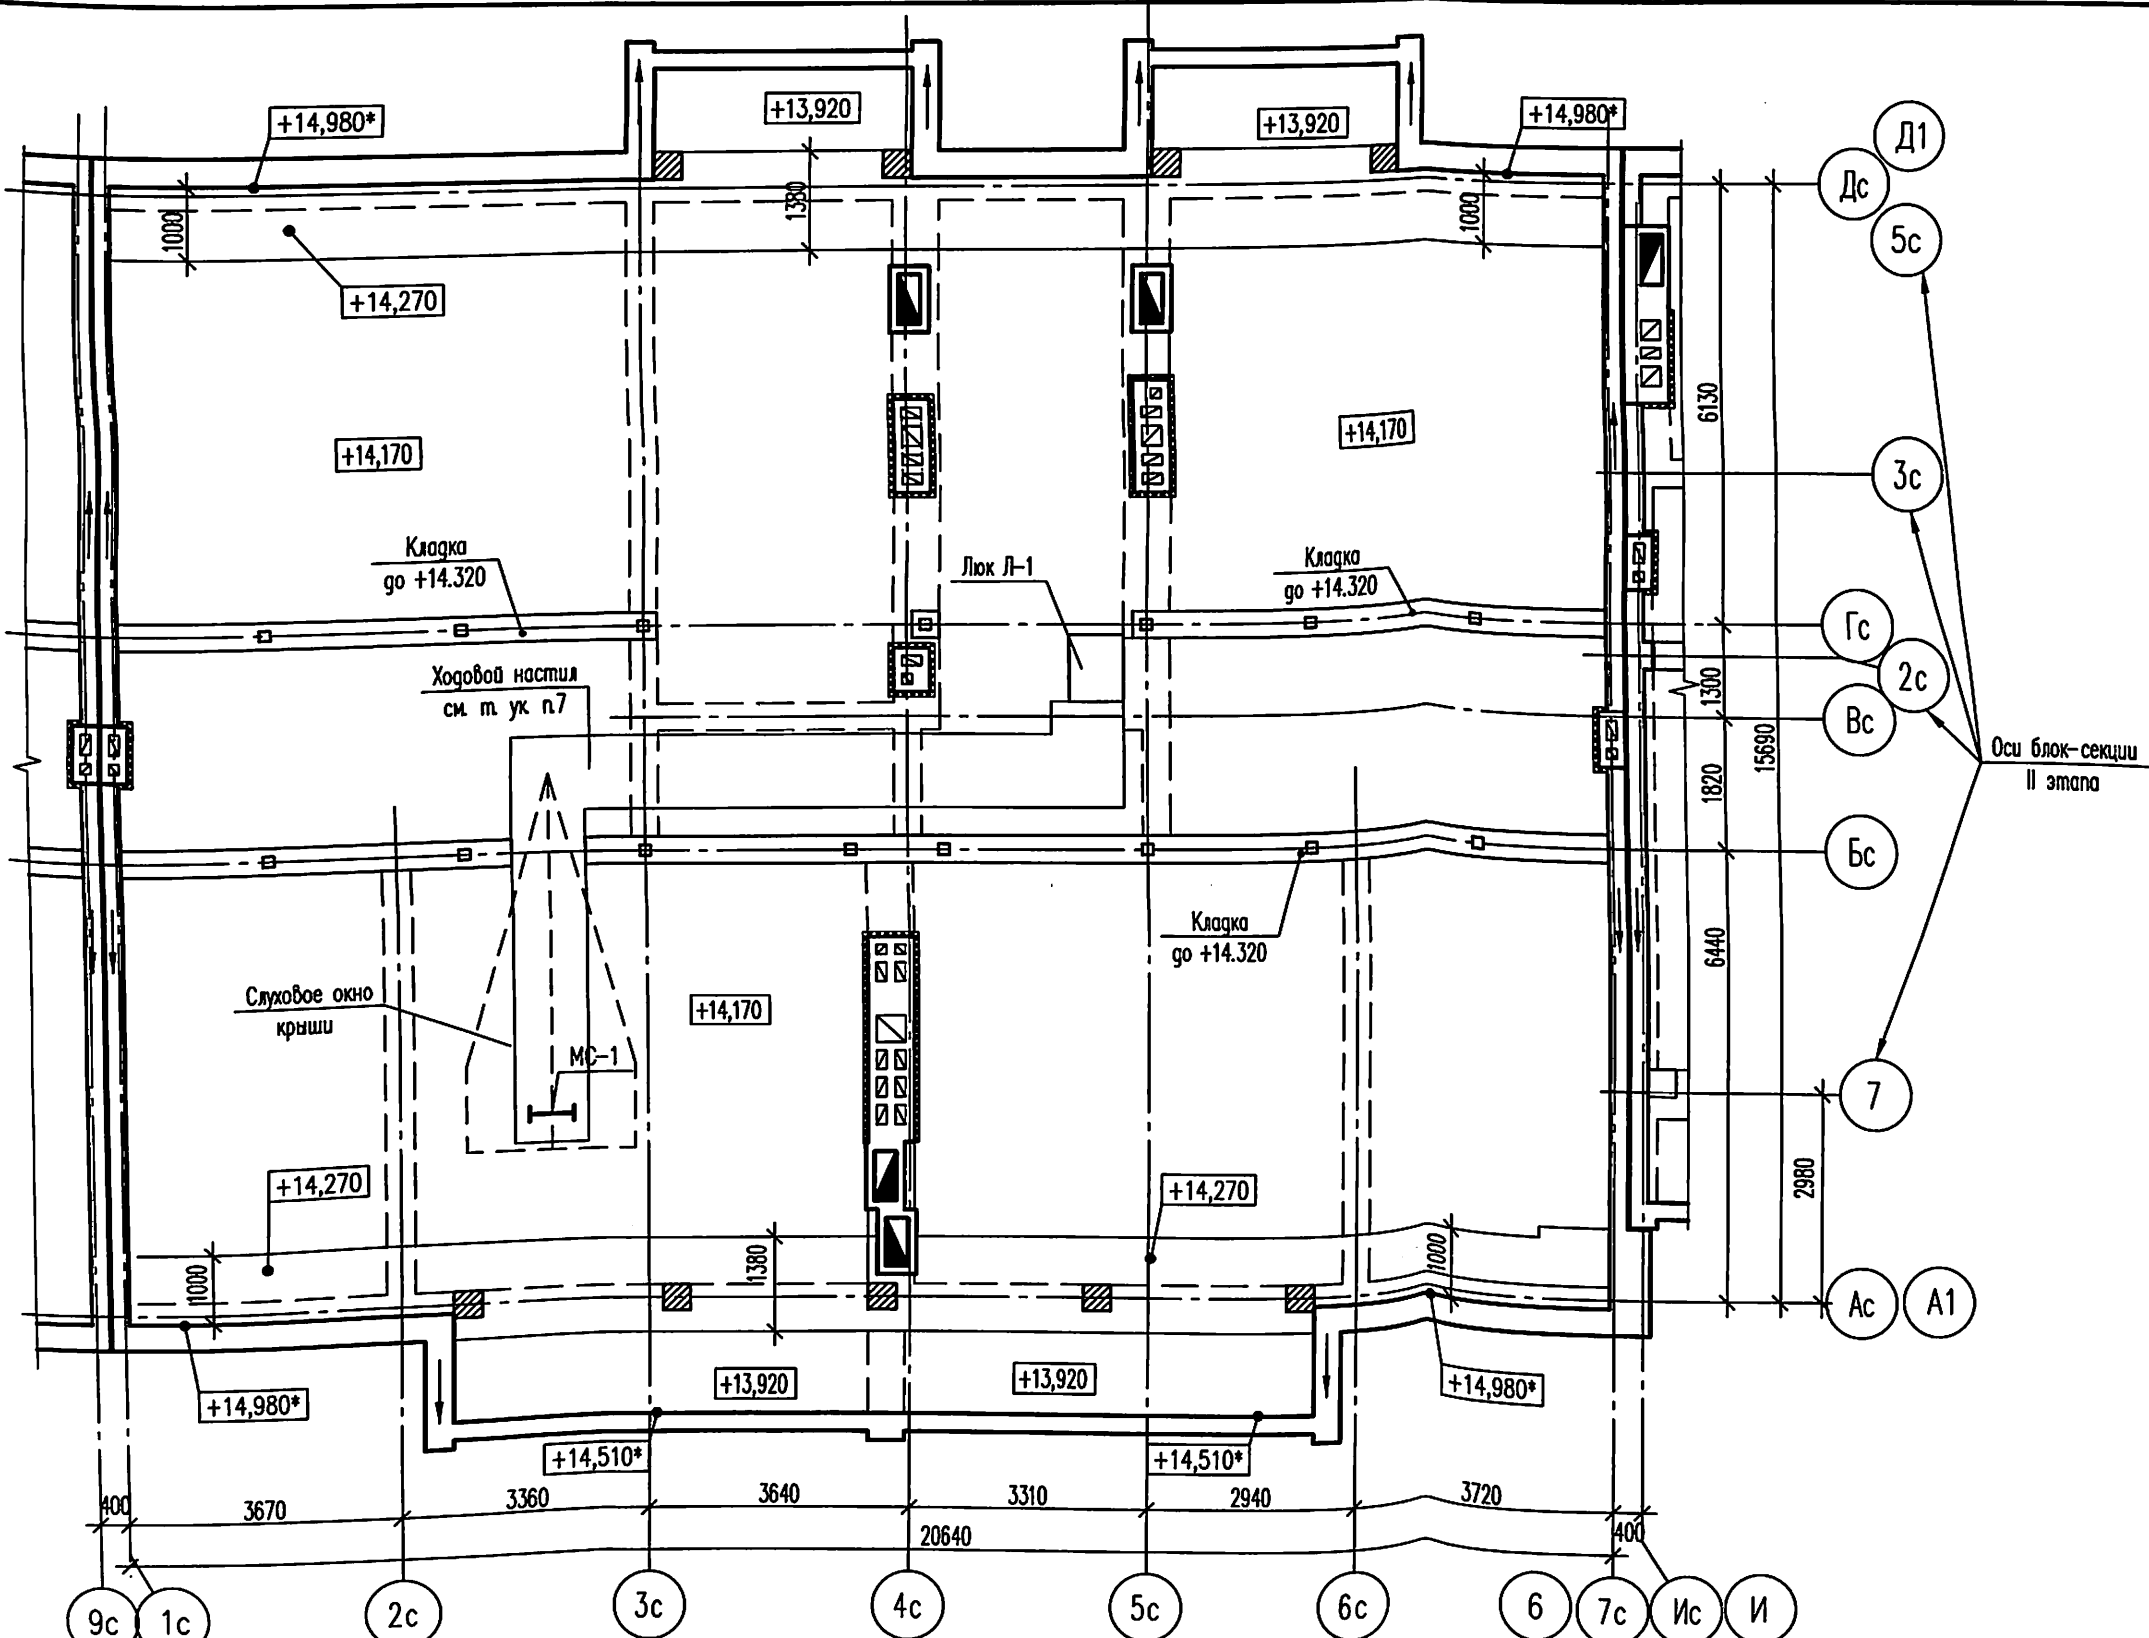 +13,920
+14,980*
+13,920
+14,980*
Д1
Дс
5с
1000
1380
1000
+14,270
6130
+14,170
+14,170
3с
Кладка
до +14.320
Люк Л-1
Кладка
до +14.320
Гс
2с
Ходовой настил
см. т. ук. п.7
1300
Вс
15690
1820
Оси блок-секции
II этапа
Бс
Кладка
до +14.320
6440
Слуховое окно
крыши
+14,170
МС-1
7
+14,270
+14,270
2980
1000
1380
1000
Ас
А1
+13,920
+13,920
+14,980*
+14,980*
+14,510*
+14,510*
400
3670
3360
3640
3310
2940
3720
400
20640
9с
1с
2с
3с
4с
5с
6с
6
7с
Ис
И